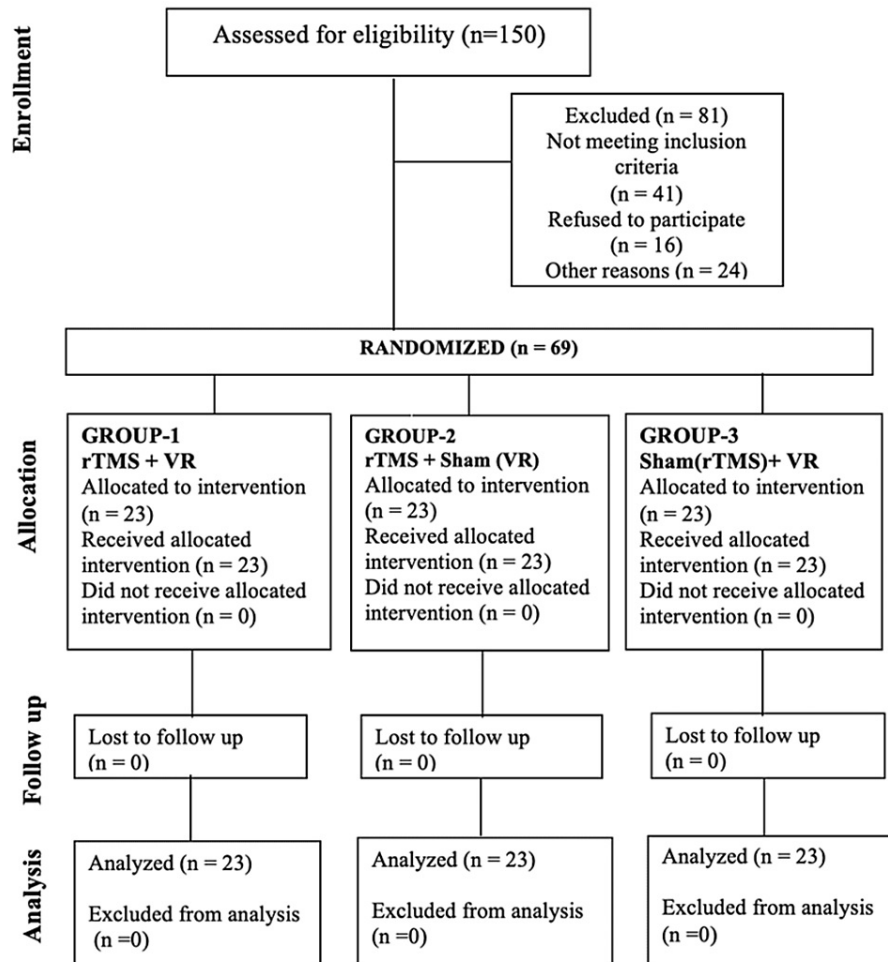 Enrollment
Assessed for eligibility (n=150)
Excluded (n = 81)
Not meeting inclusion
criteria
(n = 41)
Refused to participate
(n = 16)
Other reasons (n = 24)
RANDOMIZED (n = 69)
Allocation
GROUP-1
rTMS + VR
Allocated to intervention
(n = 23)
Received allocated
intervention (n = 23)
Did not receive allocated
intervention (n = 0)
GROUP-2
rTMS + Sham (VR)
Allocated to intervention
(n = 23)
Received allocated
intervention (n = 23)
Did not receive allocated
intervention (n = 0)
GROUP-3
Sham(rTMS)+ VR
Allocated to intervention
(n = 23)
Received allocated
intervention (n = 23)
Did not receive allocated
intervention (n = 0)
Follow up
Lost to follow up
(n = 0)
Lost to follow up
(n = 0)
Lost to follow up
(n = 0)
Analysis
Analyzed (n = 23)
Excluded from analysis
(n =0)
Analyzed (n = 23)
Excluded from analysis
(n =0)
Analyzed (n = 23)
Excluded from analysis
(n =0)